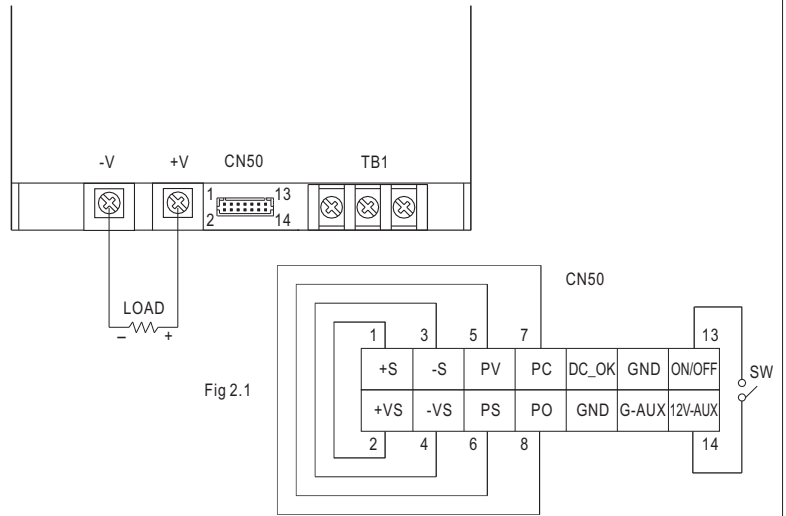 -V +V CN50 TB1
1 13
2 14
LOAD
– +
CN50
1 3 5 7 13
+S -S PV PC DC_OK GND ON/OFF
SW
Fig 2.1
+VS -VS PS PO GND G-AUX 12V-AUX
2 4 6 8 14